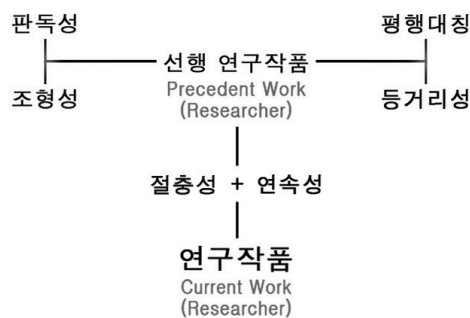 판독성
평행대칭
선행 연구작품
조형성
Precedent Work
등거리성
(Researcher)
절충성 + 연속성
연구작품
Current Work
(Researcher)